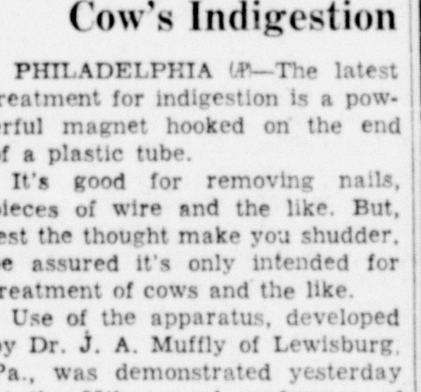 Cow's Indigestion
PHILADELPHIA (AP)—The latest
reatment for indigestion is a pow-
erful magnet hooked on the end
of a plastic tube.
It's good for removing nails,
pieces of wire and the like. But,
est the thought make you shudder.
be assured it's only intended for
treatment of cows and the like.
Use of the apparatus, developed
by Dr. J. A. Muffly of Lewisburg,
Pa., was demonstrated yesterday